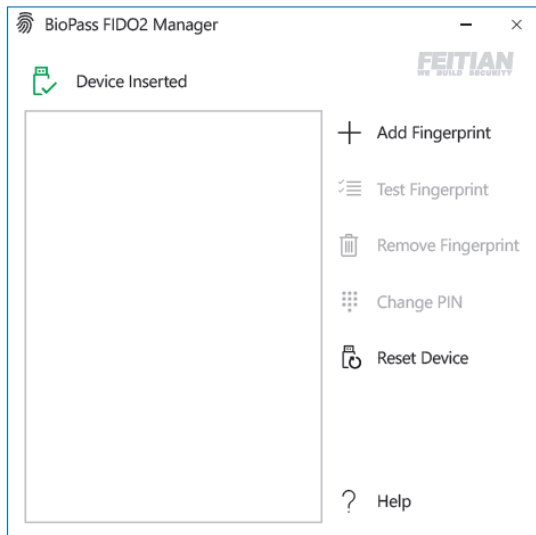 BioPass FIDO2 Manager
FEITIAN
WE BUILD SECURITY
Device Inserted
Add Fingerprint
Test Fingerprint
Remove Fingerprint
Change PIN
Reset Device
Help